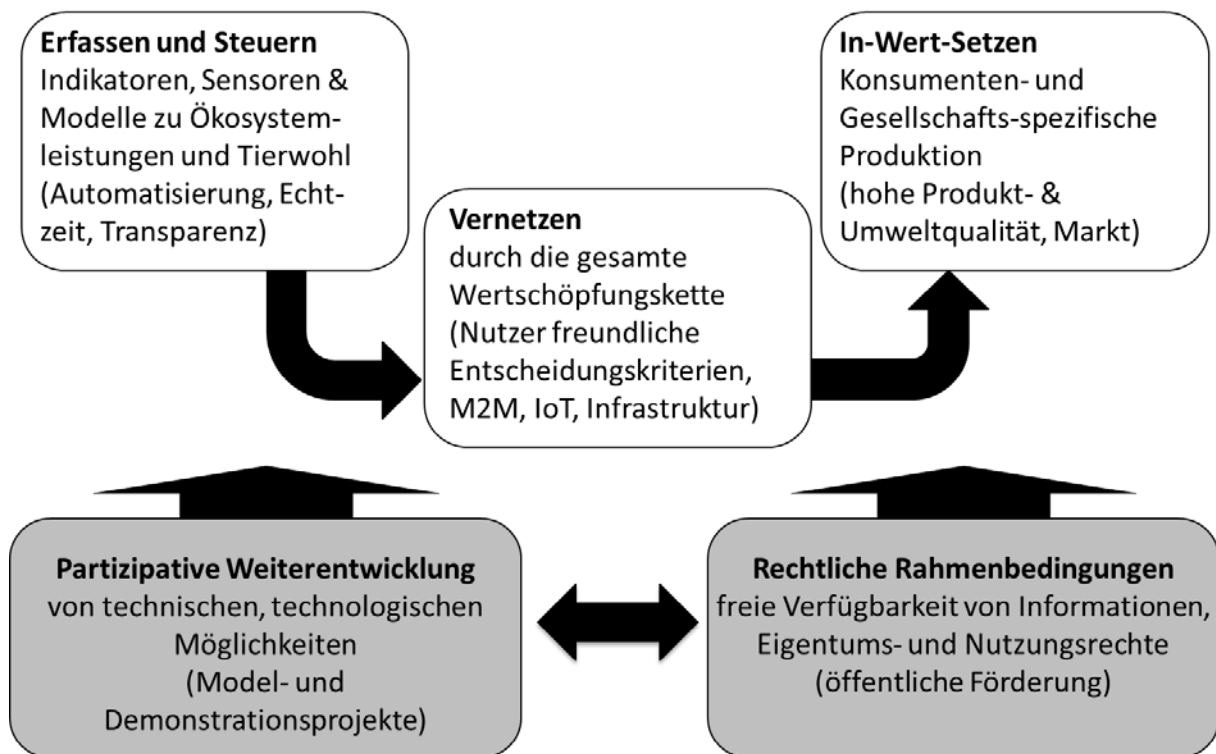 Erfassen und Steuern
Indikatoren, Sensoren &
Modelle zu Ökosystem-
leistungen und Tierwohl
(Automatisierung, Echt-
zeit, Transparenz)
Vernetzen
durch die gesamte
Wertschöpfungskette
(Nutzer freundliche
Entscheidungskriterien,
M2M, IoT, Infrastruktur)
In-Wert-Setzen
Konsumenten- und
Gesellschafts-spezifische
Produktion
(hohe Produkt- &
Umweltqualität, Markt)
Partizipative Weiterentwicklung
von technischen, technologischen
Möglichkeiten
(Model- und
Demonstrationsprojekte)
Rechtliche Rahmenbedingungen
freie Verfügbarkeit von Informationen,
Eigentums- und Nutzungsrechte
(öffentliche Förderung)